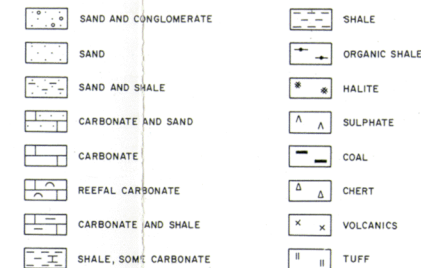 SAND AND CONGLOMERATE
SAND
SAND AND SHALE
CARBONATE AND SAND
CARBONATE
REEFAL CARBONATE
CARBONATE AND SHALE
SHALE, SOME CARBONATE
SHALE
ORGANIC SHALE
HALITE
SULPHATE
COAL
CHERT
VOLCANICS
TUFF